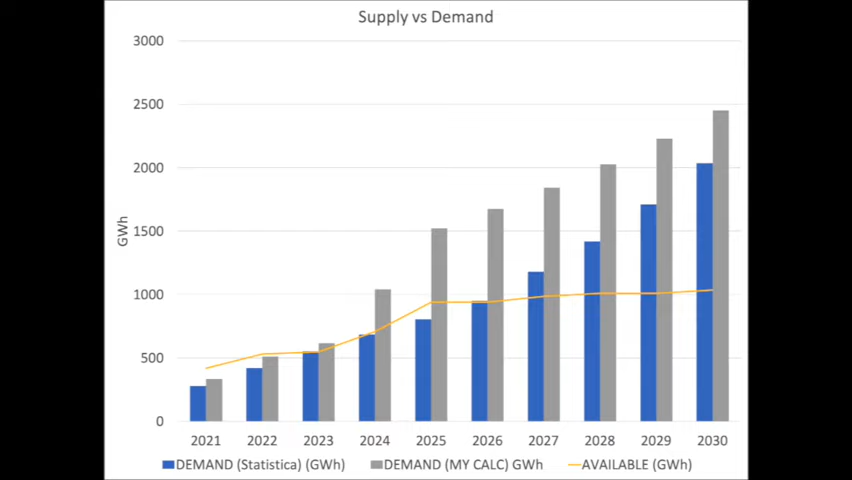 Supply vs Demand
3000
2500
2000
1500
1000
500
0
GWh
2021 2022 2023 2024 2025 2026 2027 2028 2029 2030
DEMAND (Statistica) (GWh) DEMAND (MY CALC) GWh AVAILABLE (GWh)